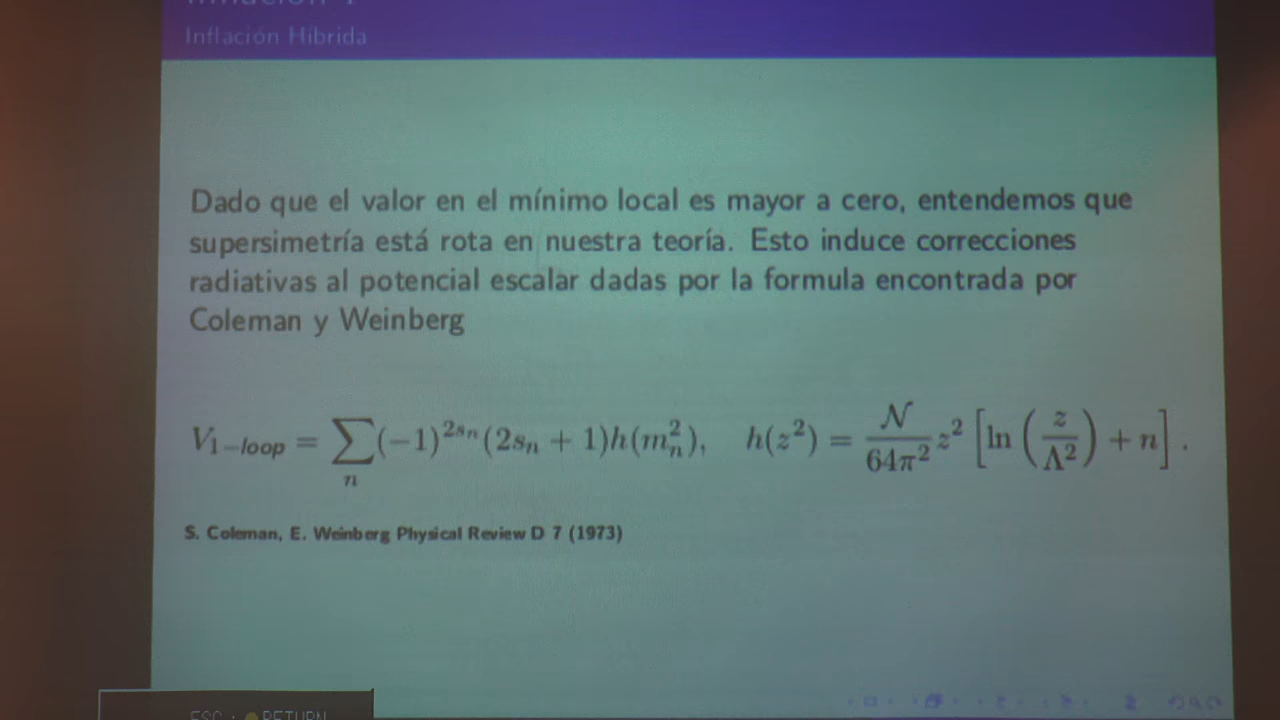 Inflación Híbrida
Dado que el valor en el mínimo local es mayor a cero, entendemos que
supersimetría está rota en nuestra teoría. Esto induce correcciones
radiativas al potencial escalar dadas por la formula encontrada por
Coleman y Weinberg
V_{1-loop} = \sum_n (-1)^{2s_n}(2s_n + 1)h(m_n^2), h(z^2) = \frac{\mathcal{N}}{64\pi^2} z^2 \left[\ln\left(\frac{z}{\Lambda^2}\right) + n\right].
S. Coleman, E. Weinberg Physical Review D 7 (1973)
ESC : RETURN